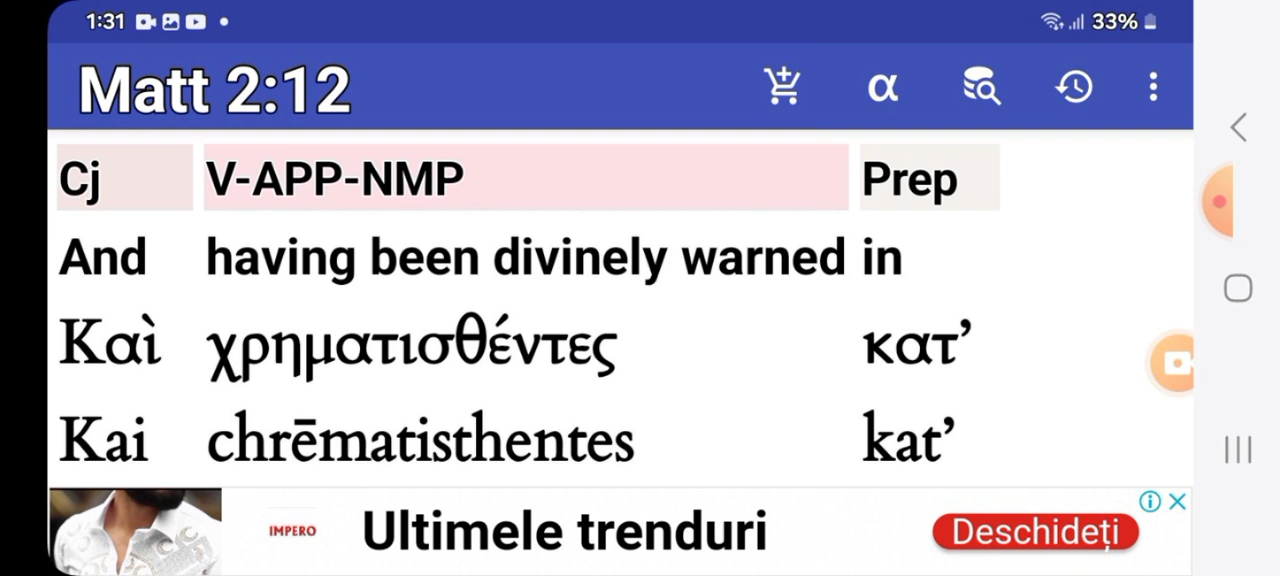 1:31 33%
Matt 2:12 α
Cj V-APP-NMP Prep
And having been divinely warned in
Καὶ χρηματισθέντες κατ’
Kai chrēmatisthentes kat’
IMPERO Ultimele trenduri Deschideți